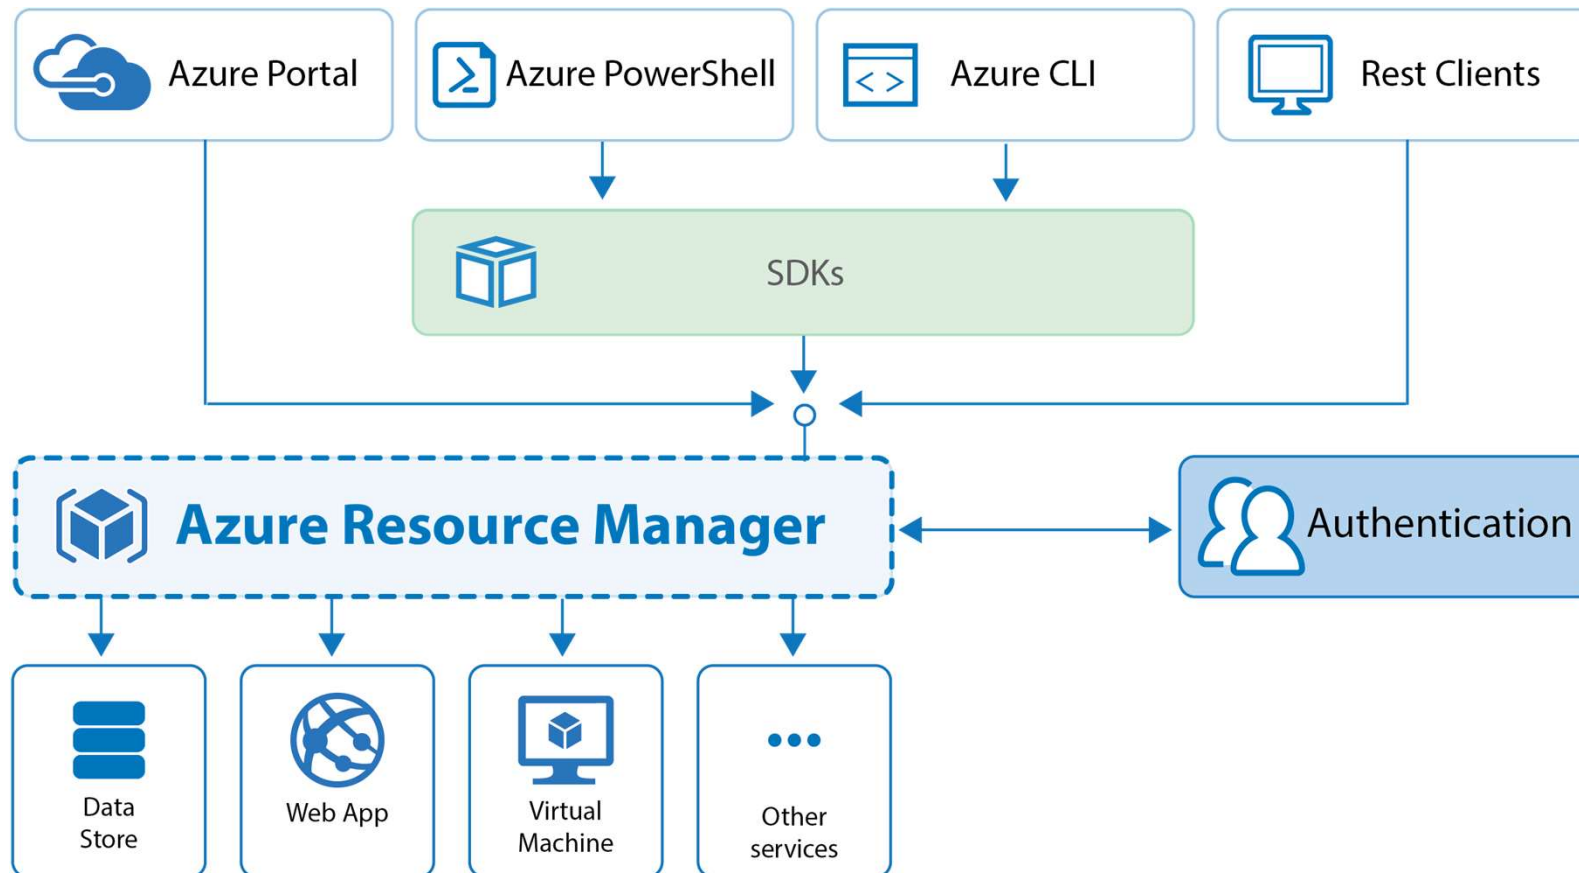 Azure Portal
Azure PowerShell
Azure CLI
Rest Clients
SDKs
Azure Resource Manager
Authentication
Data
Store
Web App
Virtual
Machine
Other
services